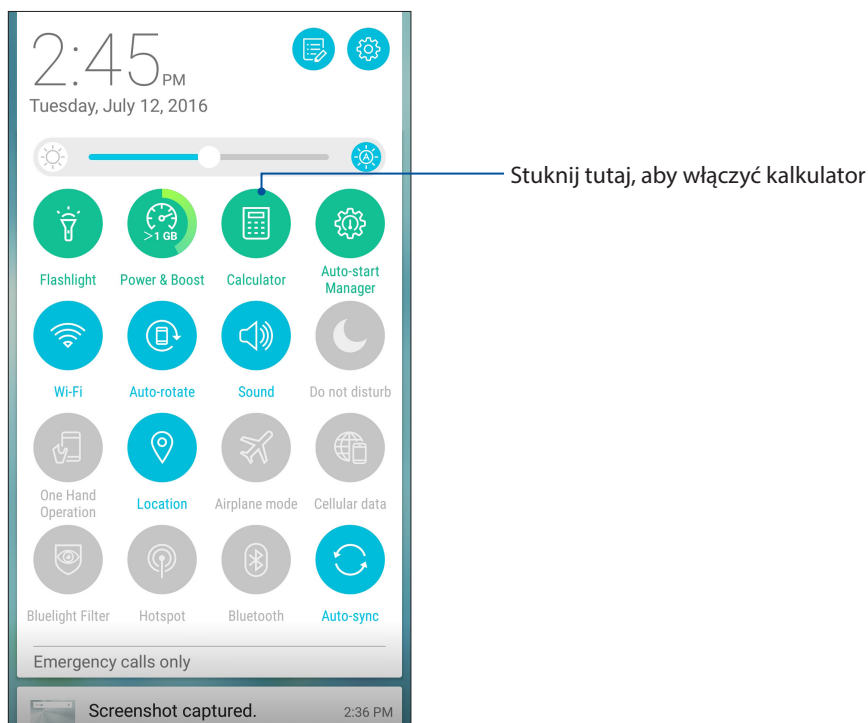 2:45 PM
Tuesday, July 12, 2016
A
Stuknij tutaj, aby włączyć kalkulator
>1 GB
Flashlight
Power & Boost
Calculator
Auto-start
Manager
Wi-Fi
Auto-rotate
Sound
Do not disturb
One Hand
Operation
Location
Airplane mode
Cellular data
Bluelight Filter
Hotspot
Bluetooth
Auto-sync
Emergency calls only
Screenshot captured.
2:36 PM